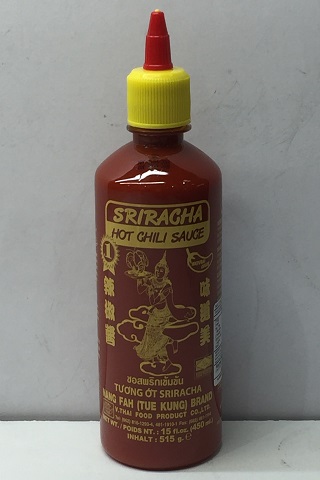 SRIRACHA
HOT CHILI SAUCE
1
辣椒醬
味道美
ซอสพริกเข้มข้น
TƯƠNG ỚT SRIRACHA
NANG FAH (TUE KUNG) BRAND
V.THAI FOOD PRODUCT CO.,LTD.
NET WT. / POIDS NT. : 15 fl.oz. (450 ml.)
INHALT : 515 g. e